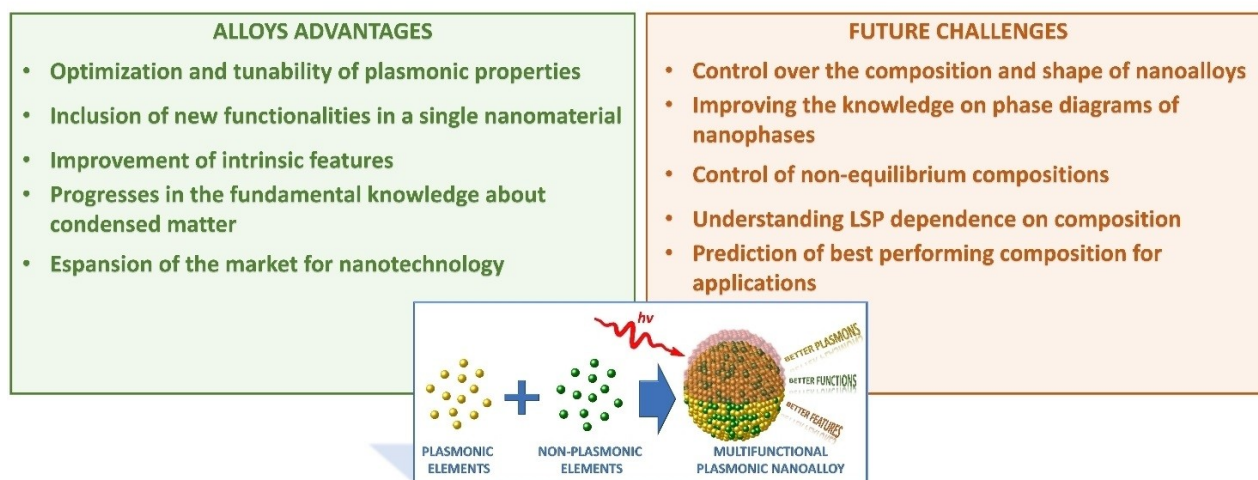 ALLOYS ADVANTAGES
• Optimization and tunability of plasmonic properties
• Inclusion of new functionalities in a single nanomaterial
• Improvement of intrinsic features
• Progresses in the fundamental knowledge about
condensed matter
• Espansion of the market for nanotechnology
FUTURE CHALLENGES
• Control over the composition and shape of nanoalloys
• Improving the knowledge on phase diagrams of
nanophases
• Control of non-equilibrium compositions
• Understanding LSP dependence on composition
• Prediction of best performing composition for
applications
hv
BETTER PLASMONS
BETTER FUNCTIONS
BETTER FEATURES
PLASMONIC
ELEMENTS
NON-PLASMONIC
ELEMENTS
MULTIFUNCTIONAL
PLASMONIC NANOALLOY